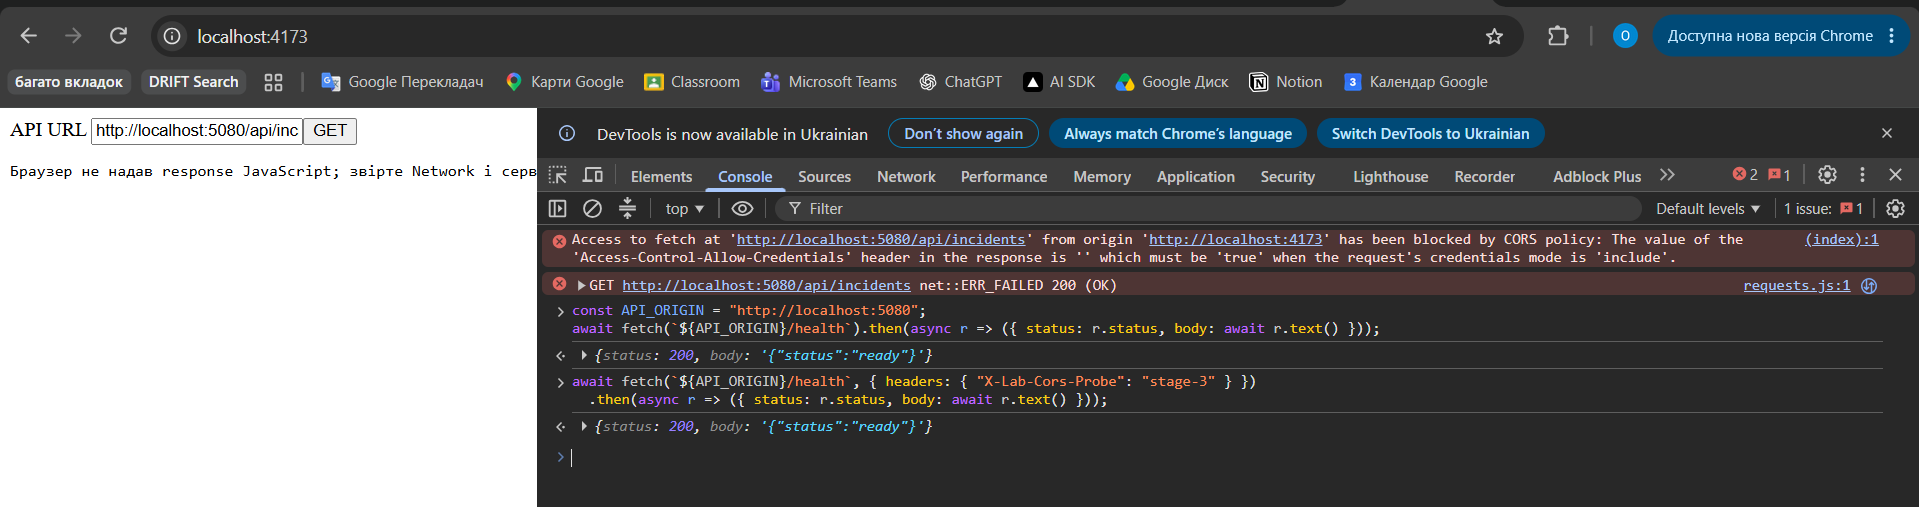 localhost:4173
O
Доступна нова версія Chrome
багато вкладок
DRIFT Search
Google Перекладач
Карти Google
Classroom
Microsoft Teams
ChatGPT
AI SDK
Google Диск
Notion
3
Календар Google
API URL http://localhost:5080/api/inc GET
Браузер не надав response JavaScript; звірте Network і серв
DevTools is now available in Ukrainian
Don't show again
Always match Chrome's language
Switch DevTools to Ukrainian
Elements Console Sources Network Performance Memory Application Security Lighthouse Recorder Adblock Plus 2 1
top Filter Default levels 1 issue: 1
Access to fetch at 'http://localhost:5080/api/incidents' from origin 'http://localhost:4173' has been blocked by CORS policy: The value of the (index):1
'Access-Control-Allow-Credentials' header in the response is '' which must be 'true' when the request's credentials mode is 'include'.
GET http://localhost:5080/api/incidents net::ERR_FAILED 200 (OK) requests.js:1
const API_ORIGIN = "http://localhost:5080";
await fetch(`${API_ORIGIN}/health`).then(async r => ({ status: r.status, body: await r.text() }));
{status: 200, body: '{"status":"ready"}'}
await fetch(`${API_ORIGIN}/health`, { headers: { "X-Lab-Cors-Probe": "stage-3" } })
.then(async r => ({ status: r.status, body: await r.text() }));
{status: 200, body: '{"status":"ready"}'}